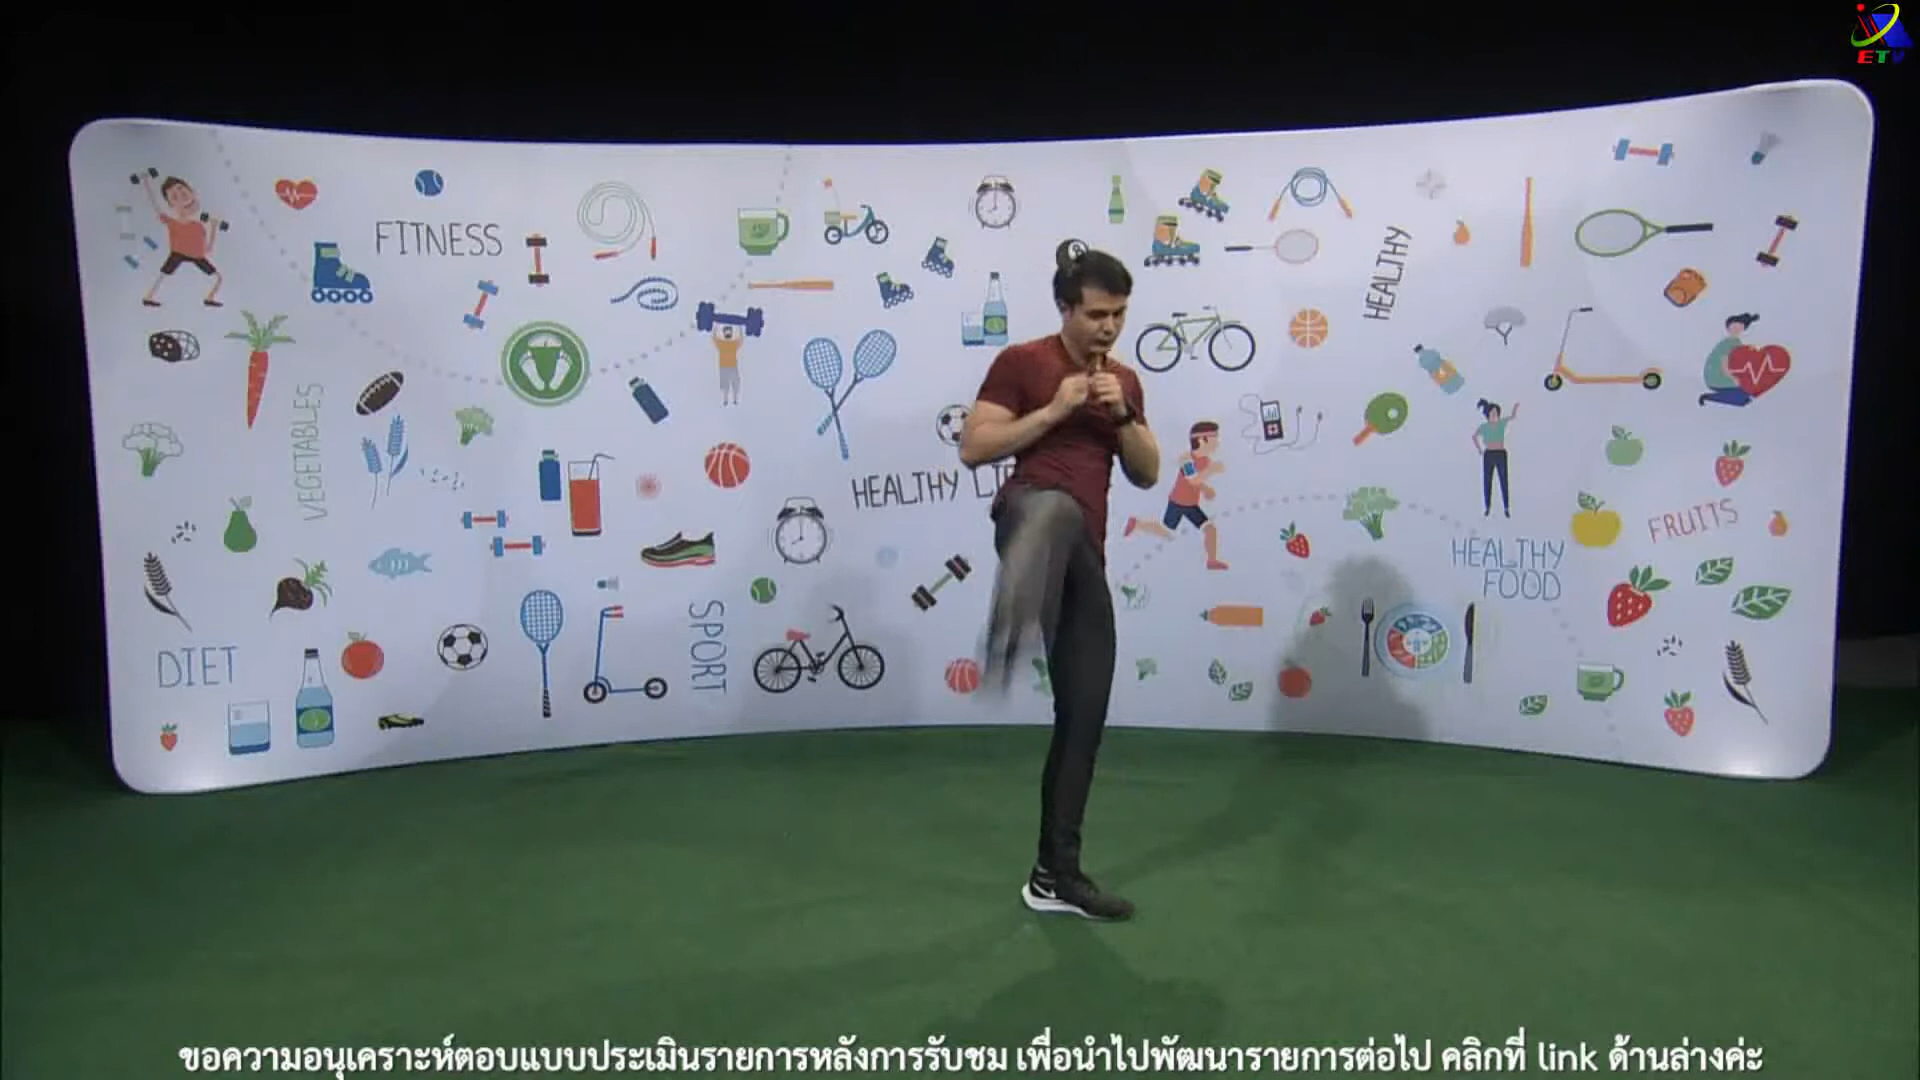 ETV
FITNESS
HEALTHY
VEGETABLES
HEALTHY
FRUITS
HEALTHY
FOOD
SPORT
DIET
ขอความอนุเคราะห์ตอบแบบประเมินรายการหลังการรับชม เพื่อนำไปพัฒนารายการต่อไป คลิกที่ link ด้านล่างค่ะ